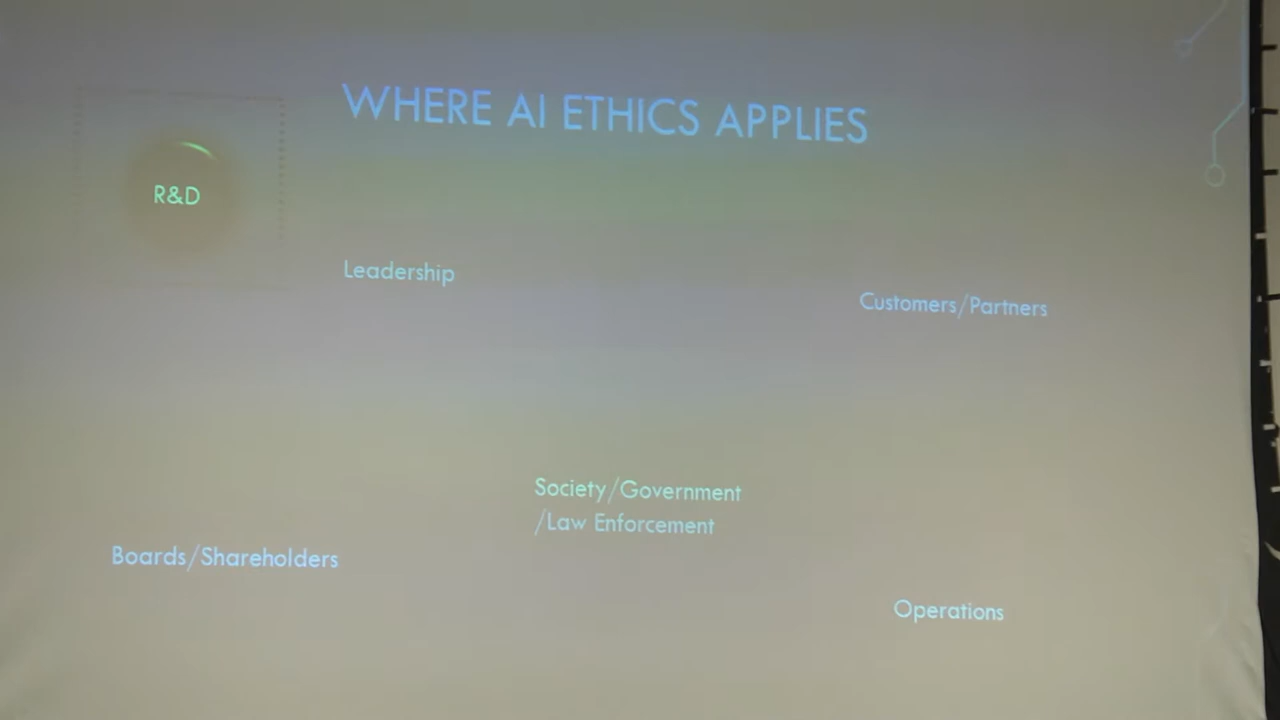 WHERE AI ETHICS APPLIES
R&D
Leadership
Customers/Partners
Society/Government
/Law Enforcement
Boards/Shareholders
Operations